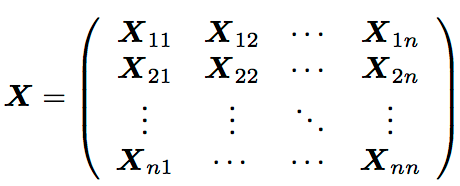 X = ( X11 X12 ⋯ X1n
X21 X22 ⋯ X2n
⋮ ⋮ ⋱ ⋮
Xn1 ⋯ ⋯ Xnn )